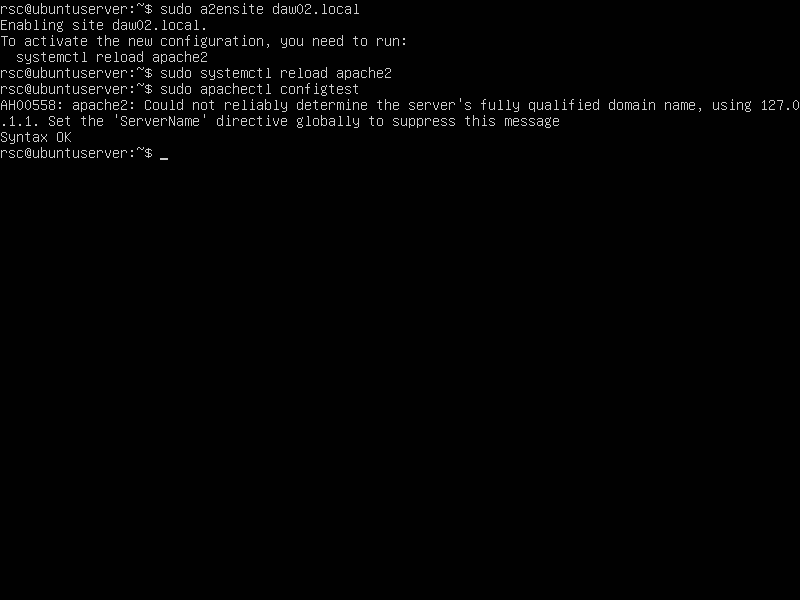 rsc@ubuntuserver:~$ sudo a2ensite daw02.local
Enabling site daw02.local.
To activate the new configuration, you need to run:
  systemctl reload apache2
rsc@ubuntuserver:~$ sudo systemctl reload apache2
rsc@ubuntuserver:~$ sudo apachectl configtest
AH00558: apache2: Could not reliably determine the server's fully qualified domain name, using 127.0
.1.1. Set the 'ServerName' directive globally to suppress this message
Syntax OK
rsc@ubuntuserver:~$ _